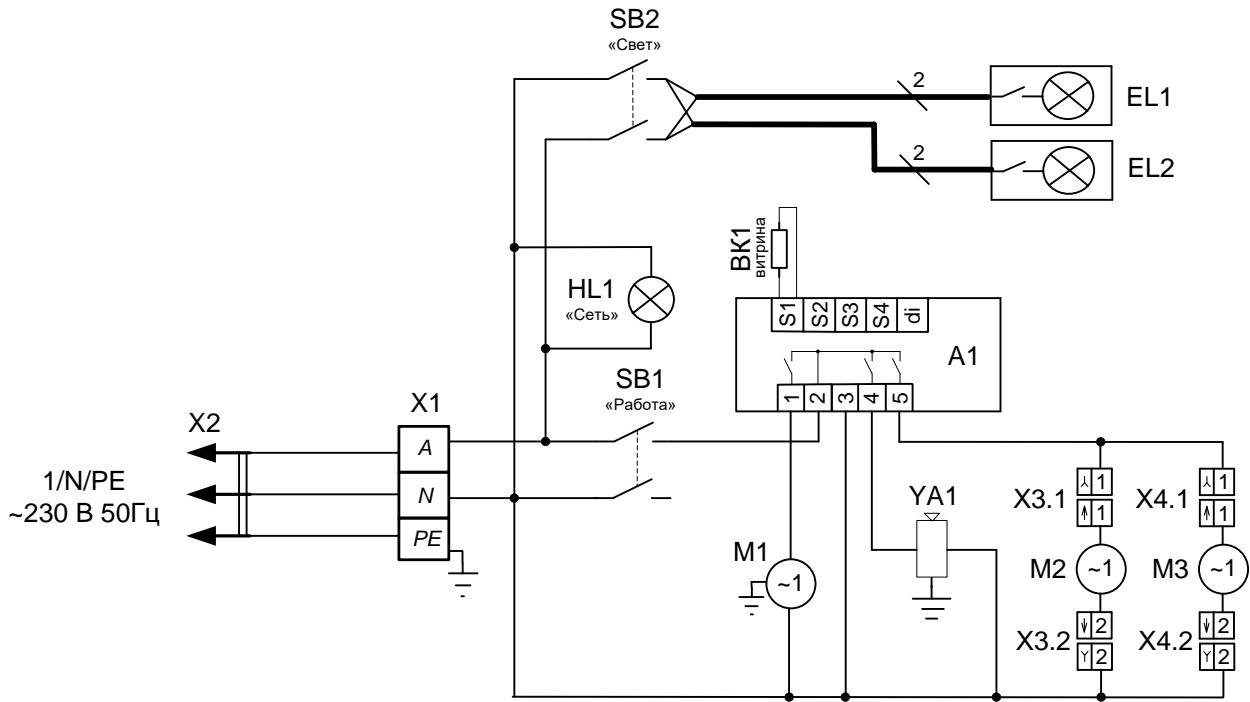 SB2
«Свет»
2
EL1
2
EL2
ВК1
витрина
HL1
«Сеть»
S1 S2 S3 S4 di
A1
SB1
«Работа»
1 2 3 4 5
X2
X1
A
1/N/PE
~230 В 50Гц
N
PE
YA1
X3.1
1
1
X4.1
1
1
M1
~1
M2
~1
M3
~1
X3.2
2
2
X4.2
2
2